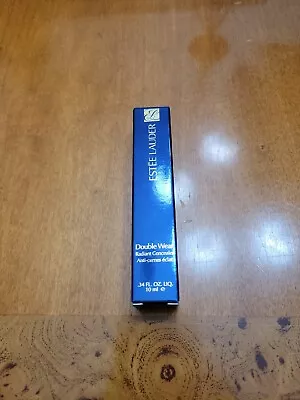 ESTĒE LAUDER
Double Wear
Radiant Concealer
Anti-cernes éclat
.34 FL. OZ. LIQ.
10 ml e